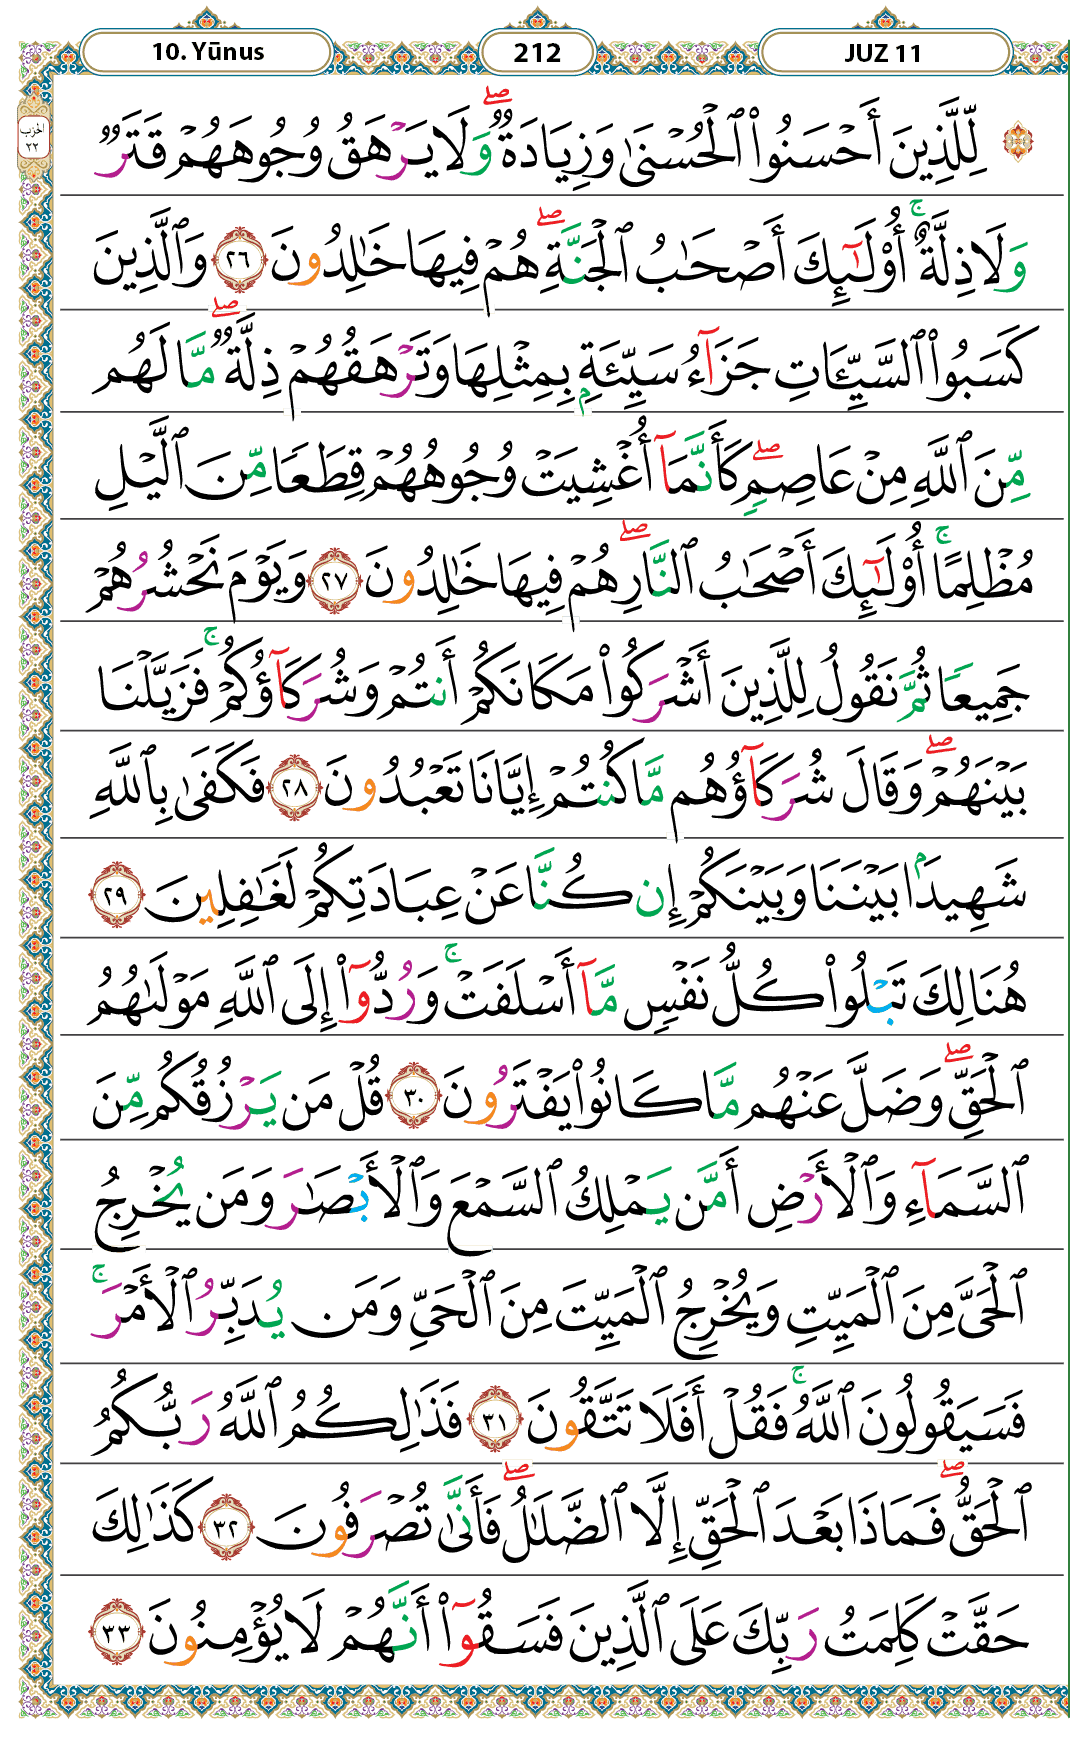 10. Yūnus
212
JUZ 11
الحزب
٢٢
۞ لِّلَّذِينَ أَحْسَنُوا۟ ٱلْحُسْنَىٰ وَزِيَادَةٌۭ ۖ وَلَا يَرْهَقُ وُجُوهَهُمْ قَتَرٌۭ
وَلَا ذِلَّةٌ ۚ أُو۟لَـٰٓئِكَ أَصْحَـٰبُ ٱلْجَنَّةِ ۖ هُمْ فِيهَا خَـٰلِدُونَ ٢٦ وَٱلَّذِينَ
كَسَبُوا۟ ٱلسَّيِّـَٔاتِ جَزَآءُ سَيِّئَةٍۭ بِمِثْلِهَا وَتَرْهَقُهُمْ ذِلَّةٌۭ ۖ مَّا لَهُم
مِّنَ ٱللَّهِ مِنْ عَاصِمٍۢ ۖ كَأَنَّمَآ أُغْشِيَتْ وُجُوهُهُمْ قِطَعًۭا مِّنَ ٱلَّيْلِ
مُظْلِمًا ۚ أُو۟لَـٰٓئِكَ أَصْحَـٰبُ ٱلنَّارِ ۖ هُمْ فِيهَا خَـٰلِدُونَ ٢٧ وَيَوْمَ نَحْشُرُهُمْ
جَمِيعًۭا ثُمَّ نَقُولُ لِلَّذِينَ أَشْرَكُوا۟ مَكَانَكُمْ أَنتُمْ وَشُرَكَآؤُكُمْ ۚ فَزَيَّلْنَا
بَيْنَهُمْ ۖ وَقَالَ شُرَكَآؤُهُم مَّا كُنتُمْ إِيَّانَا تَعْبُدُونَ ٢٨ فَكَفَىٰ بِٱللَّهِ
شَهِيدًۢا بَيْنَنَا وَبَيْنَكُمْ إِن كُنَّا عَنْ عِبَادَتِكُمْ لَغَـٰفِلِينَ ٢٩
هُنَالِكَ تَبْلُوا۟ كُلُّ نَفْسٍۢ مَّآ أَسْلَفَتْ ۚ وَرُدُّوٓا۟ إِلَى ٱللَّهِ مَوْلَىٰهُمُ
ٱلْحَقِّ ۖ وَضَلَّ عَنْهُم مَّا كَانُوا۟ يَفْتَرُونَ ٣٠ قُلْ مَن يَرْزُقُكُم مِّنَ
ٱلسَّمَآءِ وَٱلْأَرْضِ أَمَّن يَمْلِكُ ٱلسَّمْعَ وَٱلْأَبْصَـٰرَ وَمَن يُخْرِجُ
ٱلْحَىَّ مِنَ ٱلْمَيِّتِ وَيُخْرِجُ ٱلْمَيِّتَ مِنَ ٱلْحَىِّ وَمَن يُدَبِّرُ ٱلْأَمْرَ ۚ
فَسَيَقُولُونَ ٱللَّهُ ۚ فَقُلْ أَفَلَا تَتَّقُونَ ٣١ فَذَٰلِكُمُ ٱللَّهُ رَبُّكُمُ
ٱلْحَقُّ ۖ فَمَاذَا بَعْدَ ٱلْحَقِّ إِلَّا ٱلضَّلَـٰلُ ۖ فَأَنَّىٰ تُصْرَفُونَ ٣٢ كَذَٰلِكَ
حَقَّتْ كَلِمَتُ رَبِّكَ عَلَى ٱلَّذِينَ فَسَقُوٓا۟ أَنَّهُمْ لَا يُؤْمِنُونَ ٣٣